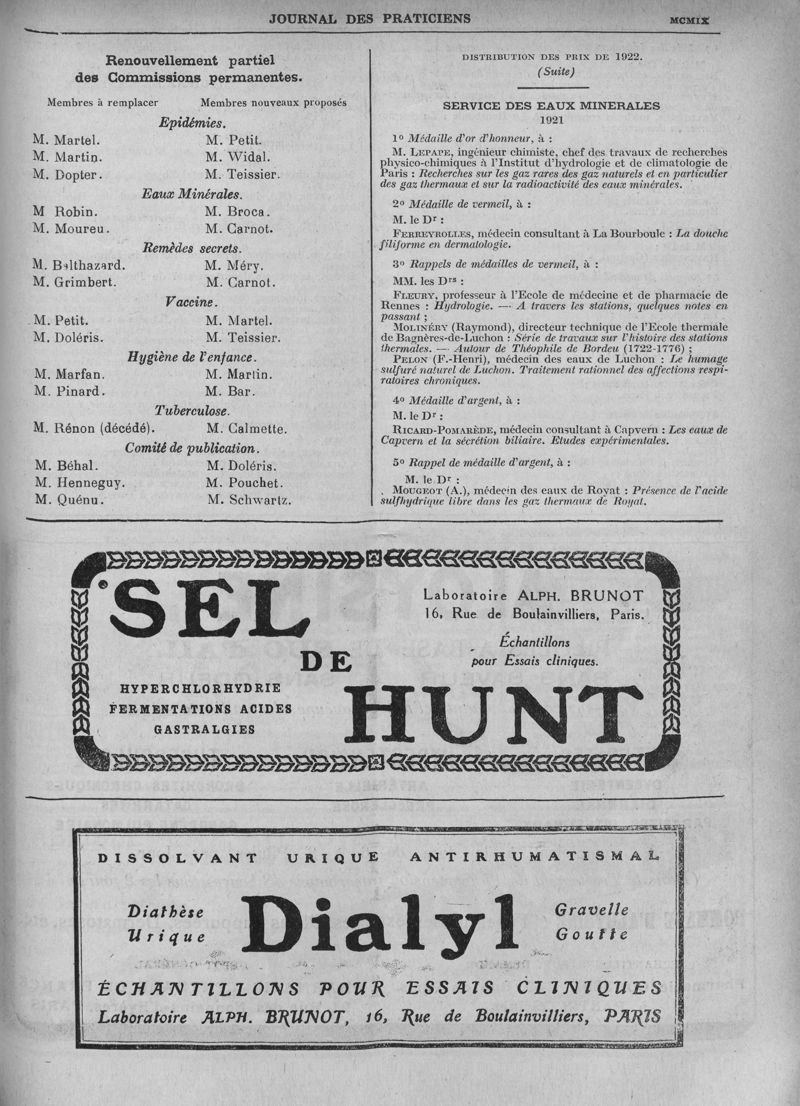 JOURNAL DES PRATICIENS MCMIX
Renouvellement partiel
des Commissions permanentes.
Membres à remplacer Membres nouveaux proposés
Epidémies.
M. Martel. M. Petit.
M. Martin. M. Widal.
M. Dopter. M. Teissier.
Eaux Minérales.
M Robin. M. Broca.
M. Moureu. M. Carnot.
Remèdes secrets.
M. Balthazard. M. Méry.
M. Grimbert. M. Carnot.
Vaccine.
M. Petit. M. Martel.
M. Doléris. M. Teissier.
Hygiène de l'enfance.
M. Marfan. M. Martin.
M. Pinard. M. Bar.
Tuberculose.
M. Rénon (décédé). M. Calmette.
Comité de publication.
M. Béhal. M. Doléris.
M. Henneguy. M. Pouchet.
M. Quénu. M. Schwartz.
DISTRIBUTION DES PRIX DE 1922.
(Suite)
SERVICE DES EAUX MINERALES
1921
1º Médaille d'or d'honneur, à :
M. LEPAPE, ingénieur chimiste, chef des travaux de recherches
physico-chimiques à l'Institut d'hydrologie et de climatologie de
Paris : Recherches sur les gaz rares des gaz naturels et en particulier
des gaz thermaux et sur la radioactivité des eaux minérales.
2º Médaille de vermeil, à :
M. le Dr :
FERREYROLLES, médecin consultant à La Bourboule : La douche
filiforme en dermatologie.
3º Rappels de médailles de vermeil, à :
MM. les Drs :
FLEURY, professeur à l'Ecole de médecine et de pharmacie de
Rennes : Hydrologie. — A travers les stations, quelques notes en
passant ;
MOLINÉRY (Raymond), directeur technique de l'Ecole thermale
de Bagnères-de-Luchon : Série de travaux sur l'histoire des stations
thermales. — Autour de Théophile de Bordeu (1722-1776) ;
PELON (F.-Henri), médecin des eaux de Luchon : Le humage
sulfuré naturel de Luchon. Traitement rationnel des affections respi-
ratoires chroniques.
4º Médaille d'argent, à :
M. le Dr :
RICARD-POMARÈDE, médecin consultant à Capvern : Les eaux de
Capvern et la sécrétion biliaire. Etudes expérimentales.
5º Rappel de médaille d'argent, à :
M. le Dr :
MOUGEOT (A.), médecin des eaux de Royat : Présence de l'acide
sulfhydrique libre dans les gaz thermaux de Royat.
SEL
DE
HUNT
Laboratoire ALPH. BRUNOT
16, Rue de Boulainvilliers, Paris.
Échantillons
pour Essais cliniques.
HYPERCHLORHYDRIE
FERMENTATIONS ACIDES
GASTRALGIES
DISSOLVANT URIQUE ANTIRHUMATISMAL
Diathèse
Urique
Dialyl
Gravelle
Goutte
ÉCHANTILLONS POUR ESSAIS CLINIQUES
Laboratoire ALPH. BRUNOT, 16, Rue de Boulainvilliers, PARIS